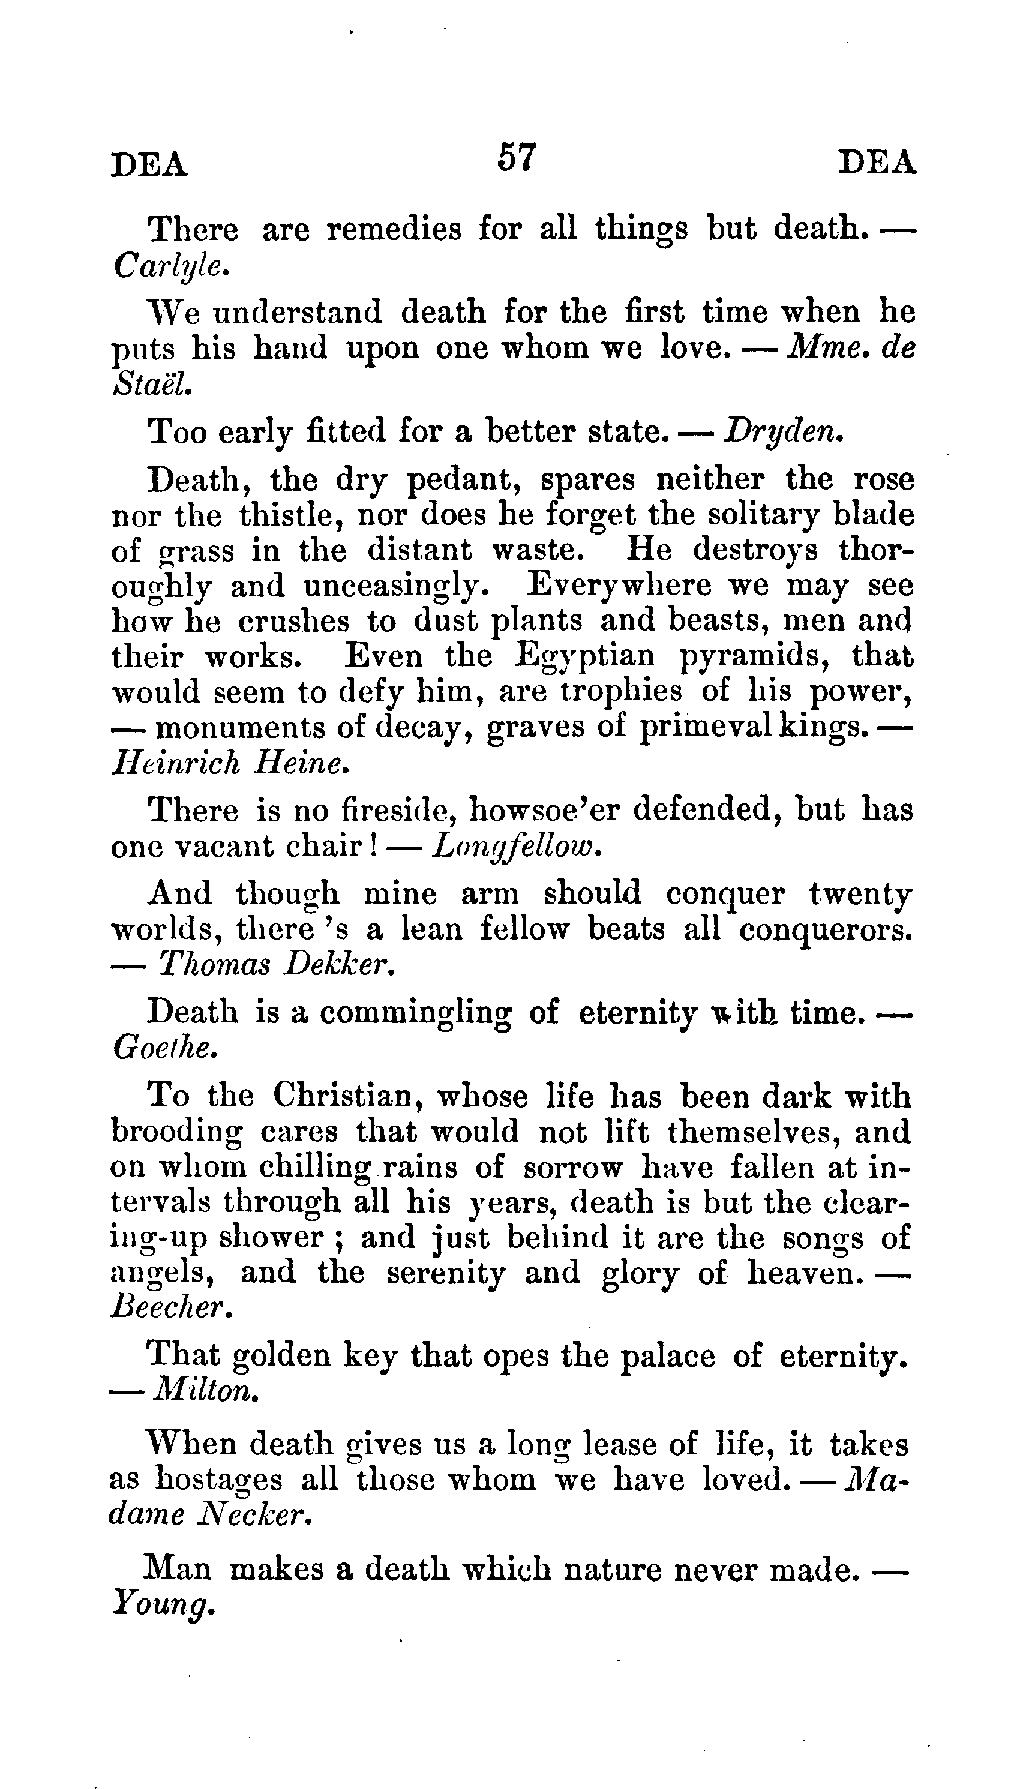 DEA 57 DEA
There are remedies for all things but death. —
Carlyle.
We understand death for the first time when he
puts his hand upon one whom we love. — Mme. de
Staël.
Too early fitted for a better state. — Dryden.
Death, the dry pedant, spares neither the rose
nor the thistle, nor does he forget the solitary blade
of grass in the distant waste. He destroys thor-
oughly and unceasingly. Everywhere we may see
how he crushes to dust plants and beasts, men and
their works. Even the Egyptian pyramids, that
would seem to defy him, are trophies of his power,
— monuments of decay, graves of primeval kings. —
Heinrich Heine.
There is no fireside, howsoe'er defended, but has
one vacant chair! — Longfellow.
And though mine arm should conquer twenty
worlds, there 's a lean fellow beats all conquerors.
— Thomas Dekker.
Death is a commingling of eternity with time. —
Goethe.
To the Christian, whose life has been dark with
brooding cares that would not lift themselves, and
on whom chilling rains of sorrow have fallen at in-
tervals through all his years, death is but the clear-
ing-up shower ; and just behind it are the songs of
angels, and the serenity and glory of heaven. —
Beecher.
That golden key that opes the palace of eternity.
— Milton.
When death gives us a long lease of life, it takes
as hostages all those whom we have loved. — Ma-
dame Necker.
Man makes a death which nature never made. —
Young.